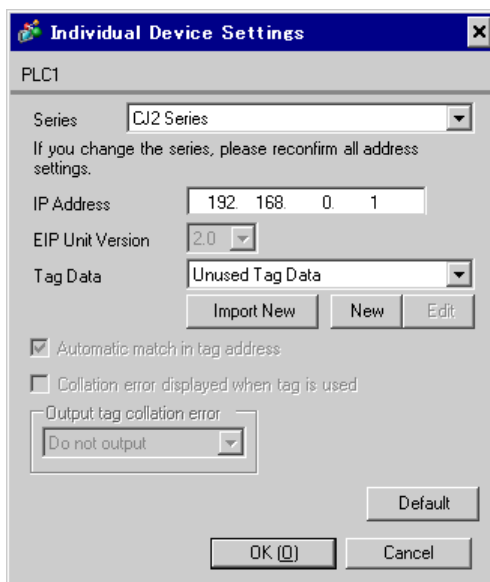 Individual Device Settings
PLC1
Series CJ2 Series
If you change the series, please reconfirm all address
settings.
IP Address 192. 168. 0. 1
EIP Unit Version 2.0
Tag Data Unused Tag Data
Import New New Edit
Automatic match in tag address
Collation error displayed when tag is used
Output tag collation error
Do not output
Default
OK (O) Cancel